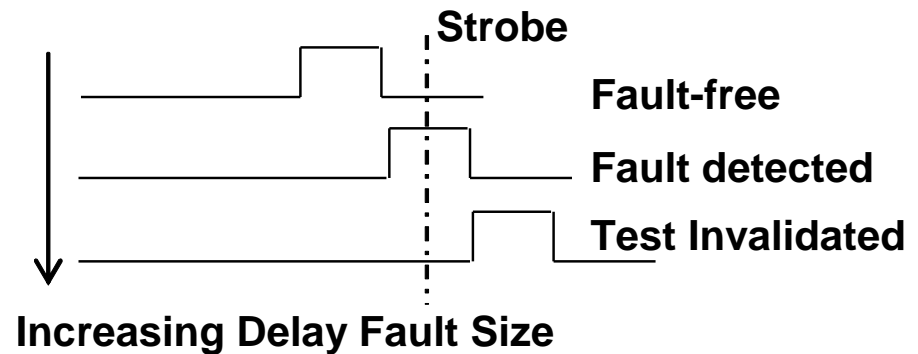 Strobe
Fault-free
Fault detected
Test Invalidated
Increasing Delay Fault Size